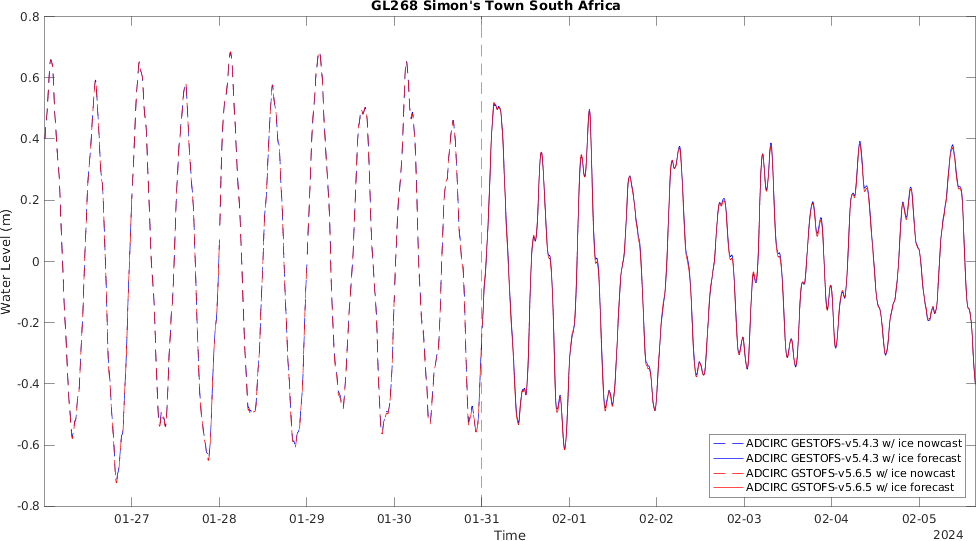 GL268 Simon's Town South Africa
0.8
0.6
0.4
0.2
0
-0.2
-0.4
-0.6
-0.8
Water Level (m)
01-27
01-28
01-29
01-30
01-31
02-01
02-02
02-03
02-04
02-05
Time
2024
ADCIRC GESTOFS-v5.4.3 w/ ice nowcast
ADCIRC GESTOFS-v5.4.3 w/ ice forecast
ADCIRC GSTOFS-v5.6.5 w/ ice nowcast
ADCIRC GSTOFS-v5.6.5 w/ ice forecast